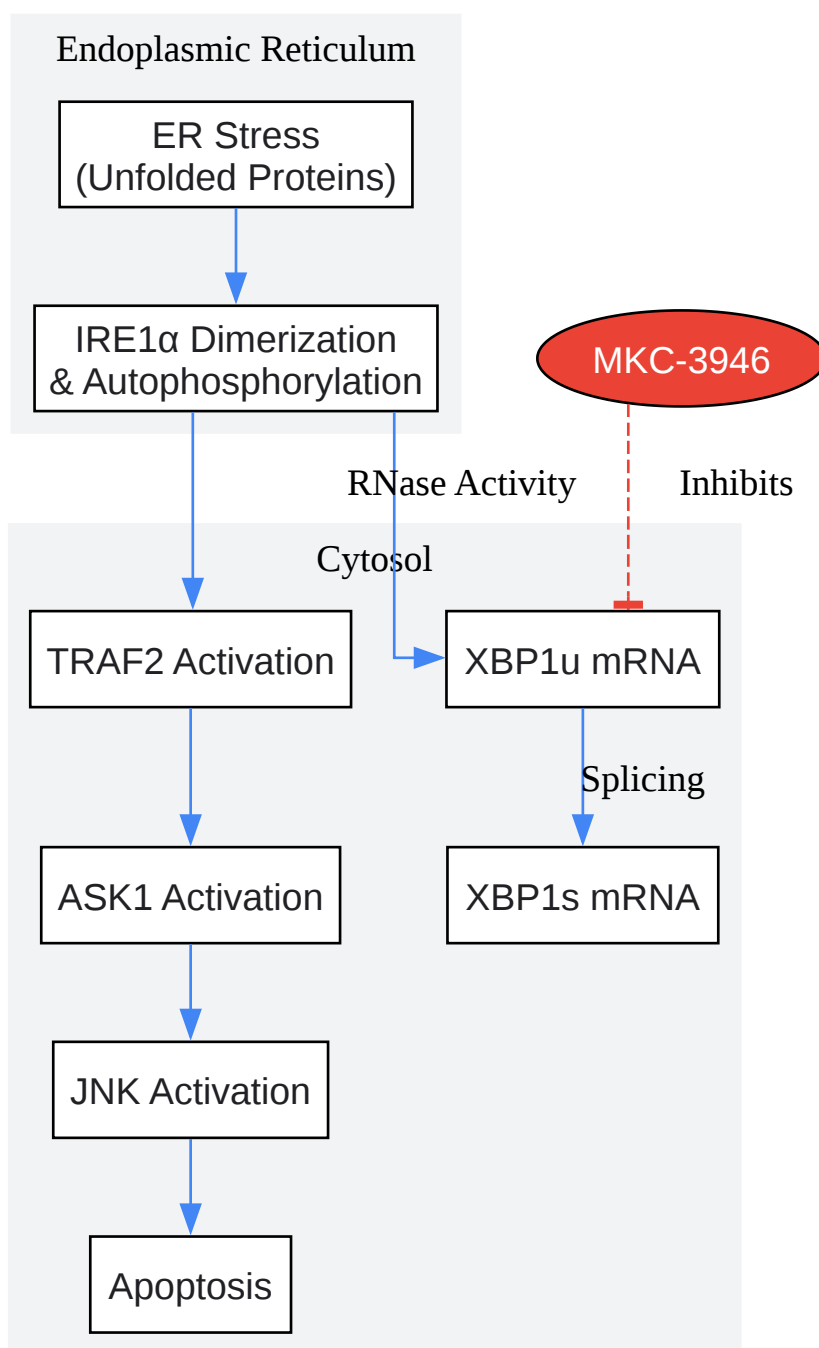 Endoplasmic Reticulum
ER Stress
(Unfolded Proteins)
IRE1α Dimerization
& Autophosphorylation
MKC-3946
RNase Activity
Inhibits
Cytosol
TRAF2 Activation
XBP1u mRNA
Splicing
ASK1 Activation
XBP1s mRNA
JNK Activation
Apoptosis